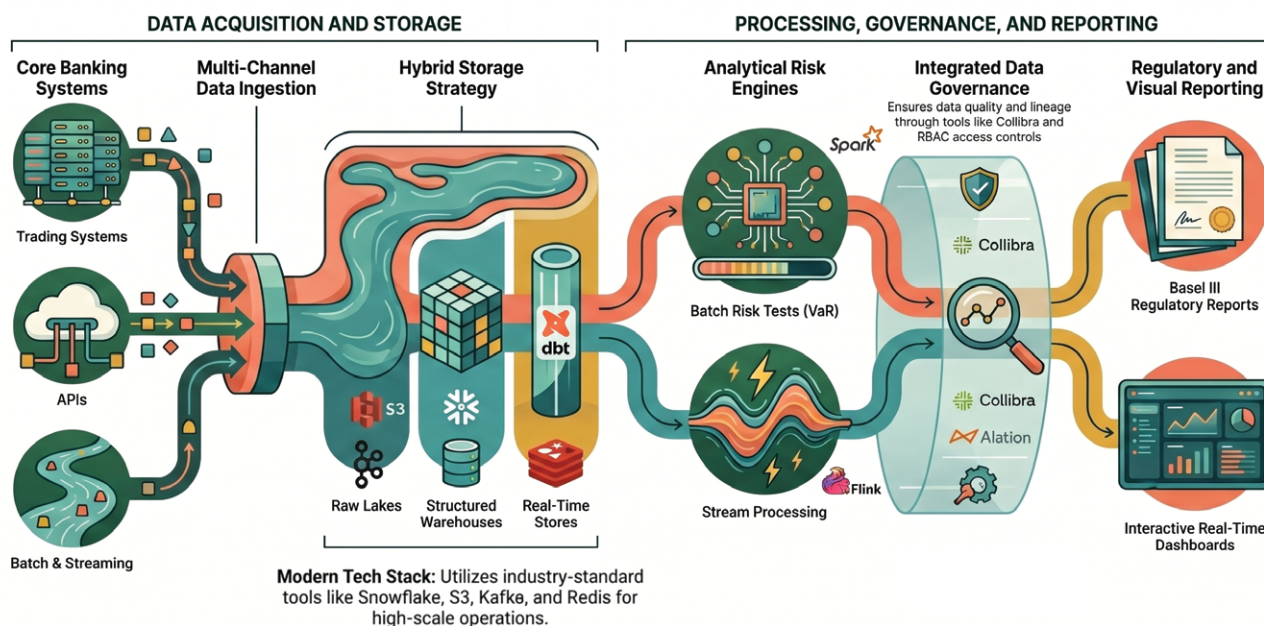 DATA ACQUISITION AND STORAGE
PROCESSING, GOVERNANCE, AND REPORTING
Core Banking
Systems
Multi-Channel
Data Ingestion
Hybrid Storage
Strategy
Analytical Risk
Engines
Integrated Data
Governance
Ensures data quality and lineage
through tools like Collibra and
RBAC access controls
Regulatory and
Visual Reporting
Trading Systems
APIs
Batch & Streaming
S3
dbt
Raw Lakes
Structured
Warehouses
Real-Time
Stores
Modern Tech Stack: Utilizes industry-standard
tools like Snowflake, S3, Kafke, and Redis for
high-scale operations.
Spark
Batch Risk Tests (VaR)
Stream Processing
Flink
Collibra
Collibra
Alation
Basel III
Regulatory Reports
Interactive Real-Time
Dashboards